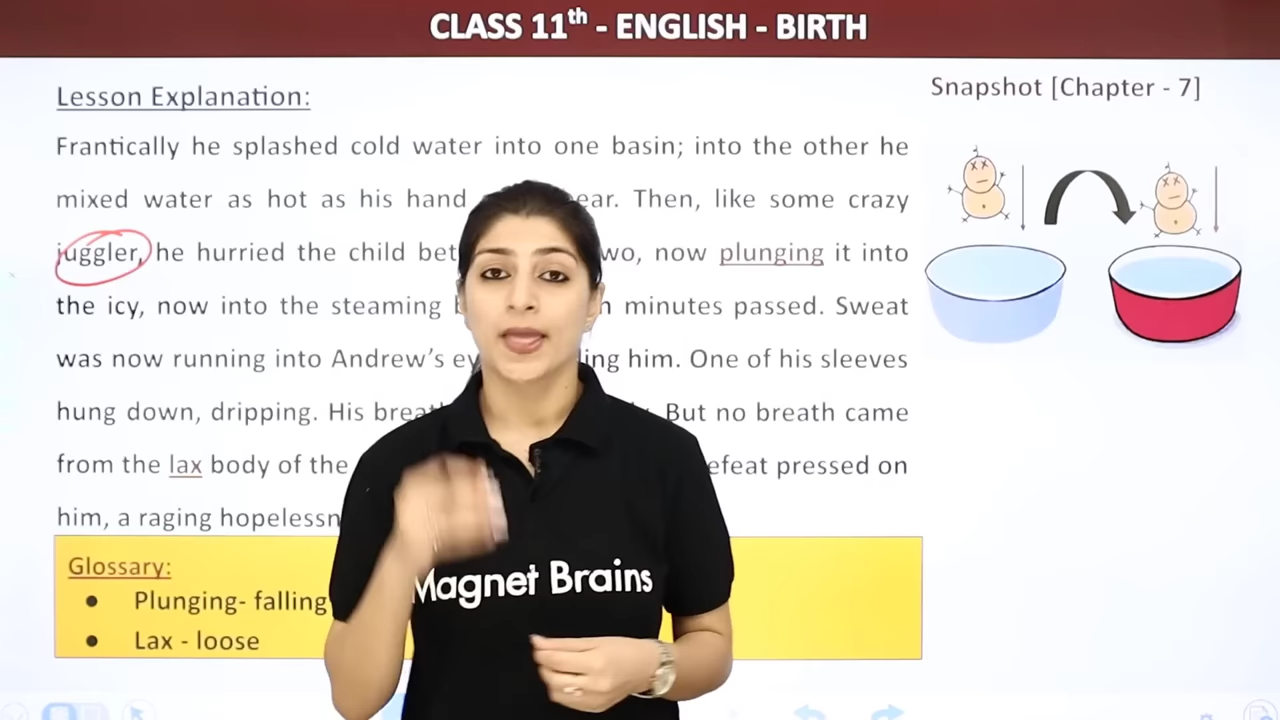 CLASS 11th - ENGLISH - BIRTH
Lesson Explanation:
Snapshot [Chapter - 7]
Frantically he splashed cold water into one basin; into the other he
mixed water as hot as his hand ear. Then, like some crazy
juggler, he hurried the child bet wo, now plunging it into
the icy, now into the steaming minutes passed. Sweat
was now running into Andrew's ey ing him. One of his sleeves
hung down, dripping. His breat But no breath came
from the lax body of the efeat pressed on
him, a raging hopelessn
Glossary:
● Plunging- falling
● Lax - loose
Magnet Brains